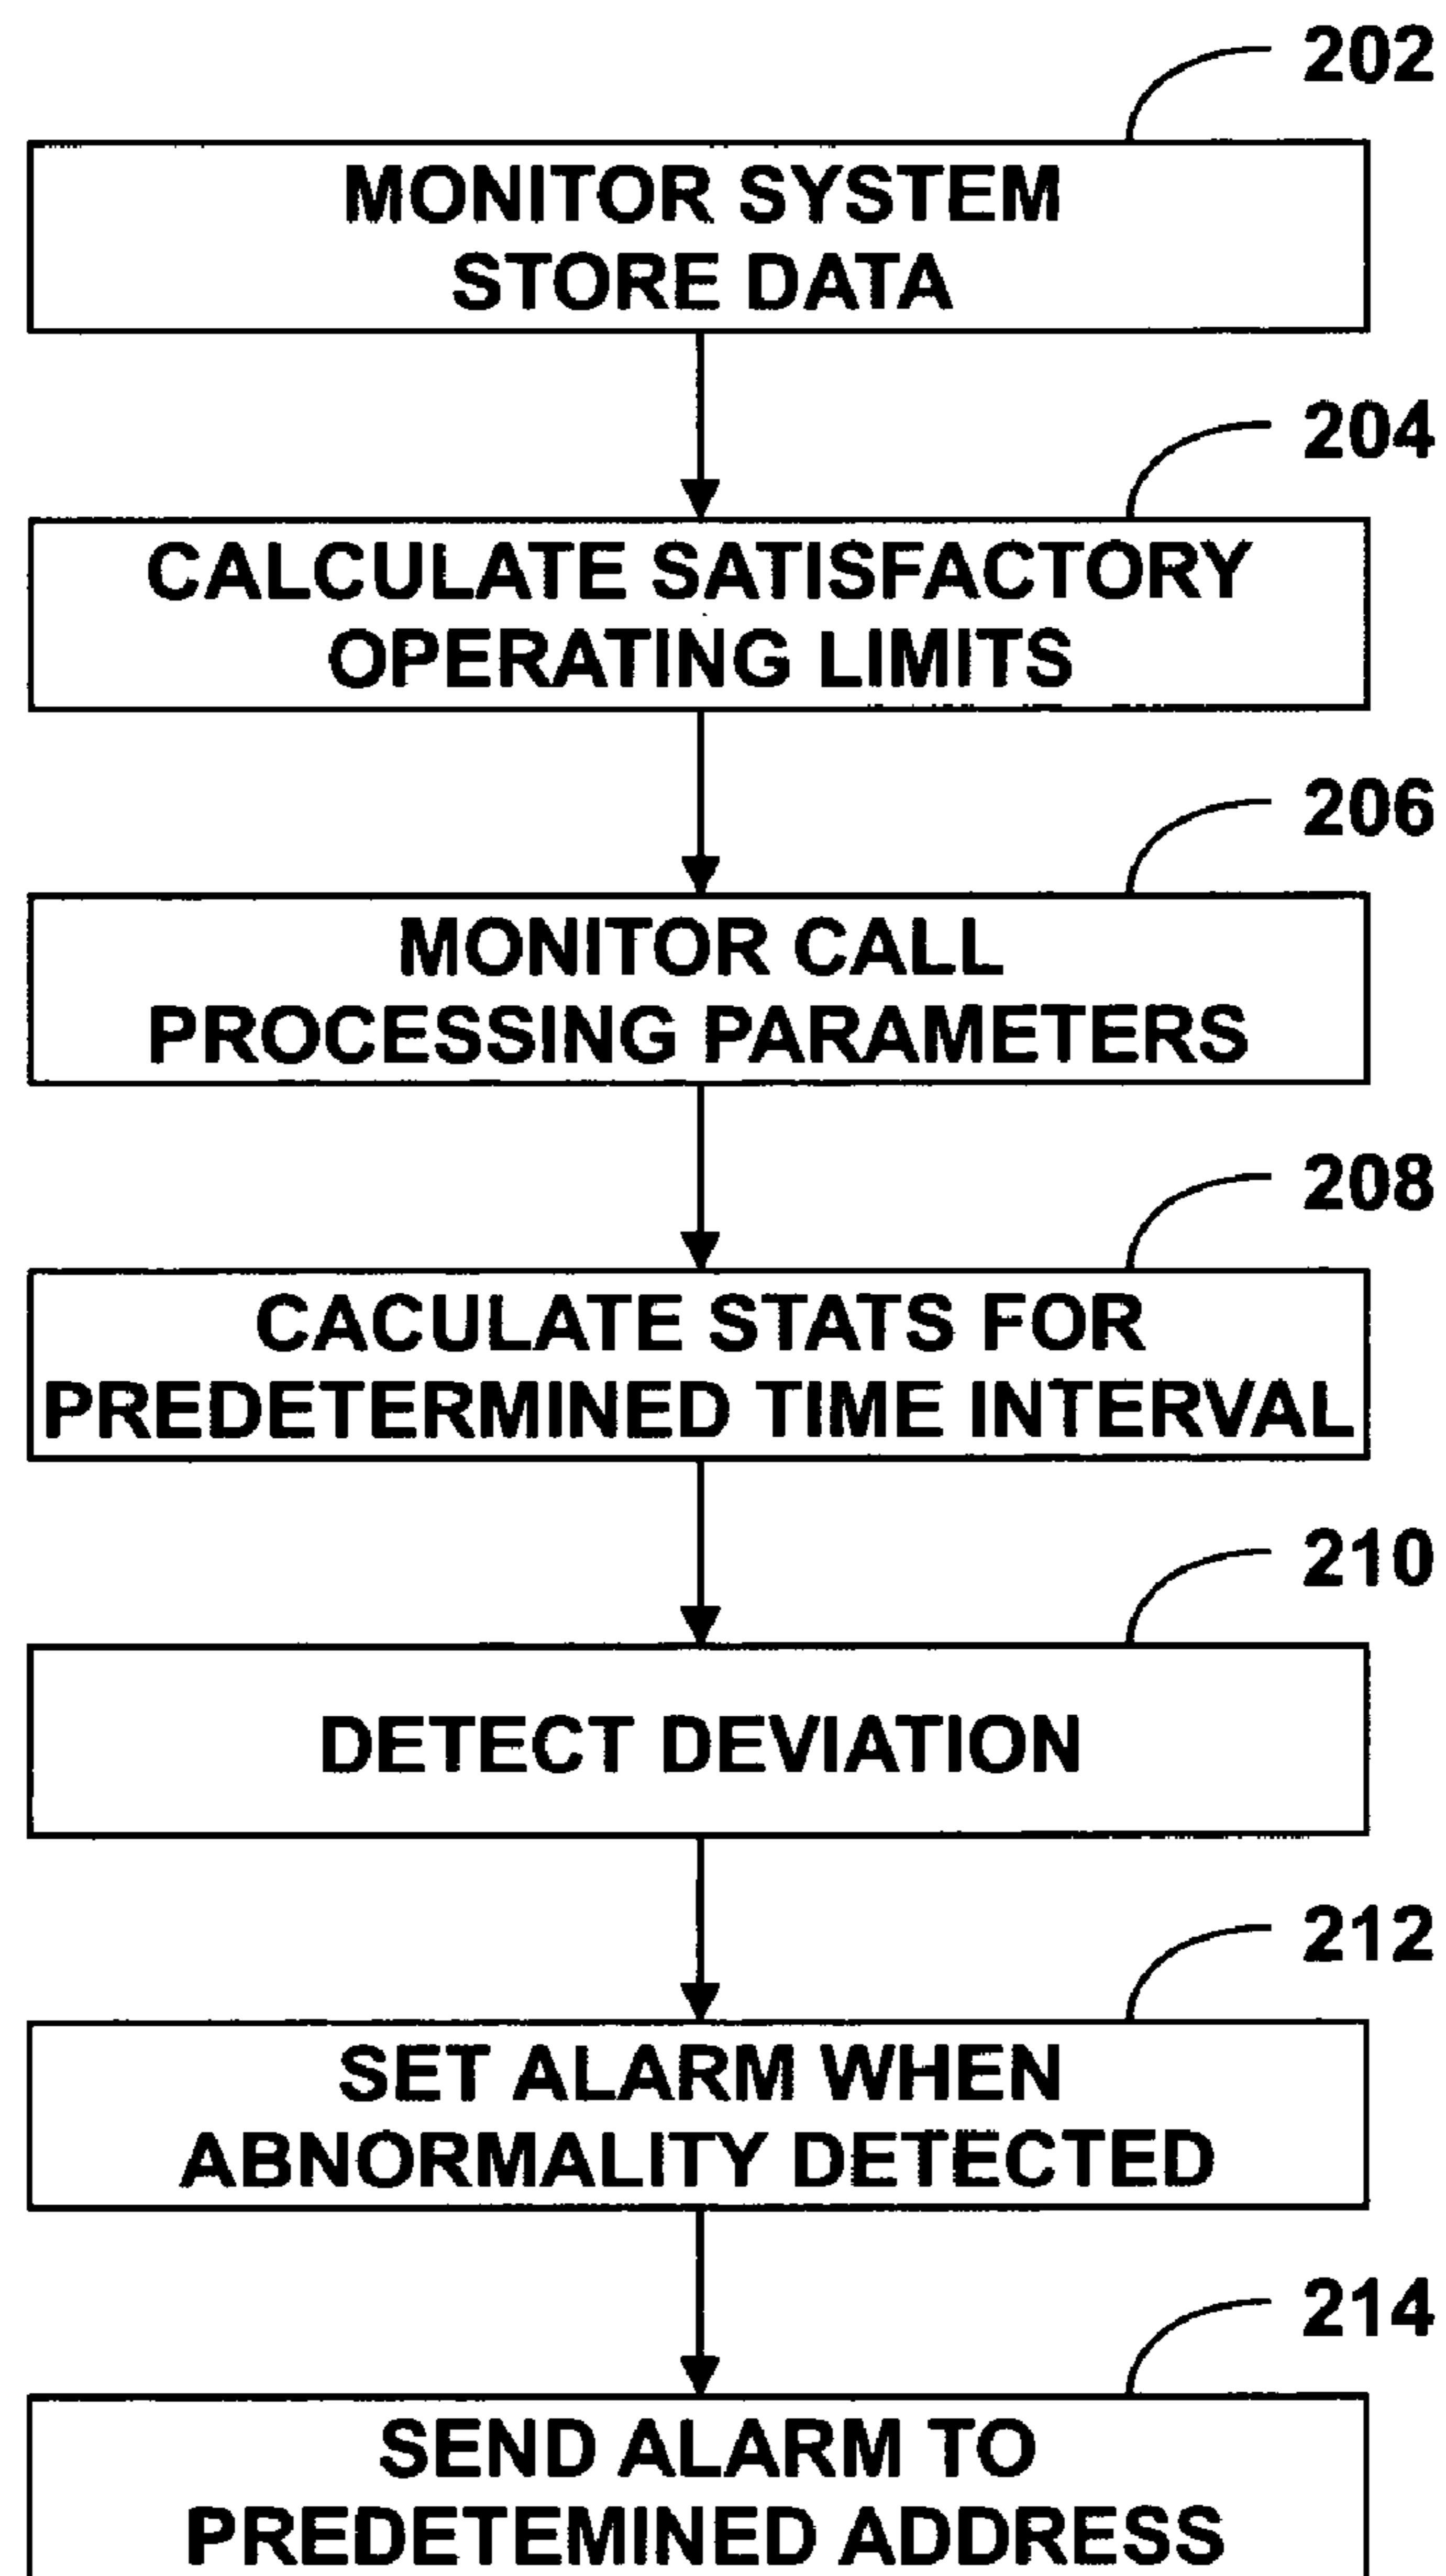 202
MONITOR SYSTEM
STORE DATA
204
CALCULATE SATISFACTORY
OPERATING LIMITS
206
MONITOR CALL
PROCESSING PARAMETERS
208
CACULATE STATS FOR
PREDETERMINED TIME INTERVAL
210
DETECT DEVIATION
212
SET ALARM WHEN
ABNORMALITY DETECTED
214
SEND ALARM TO
PREDETEMINED ADDRESS